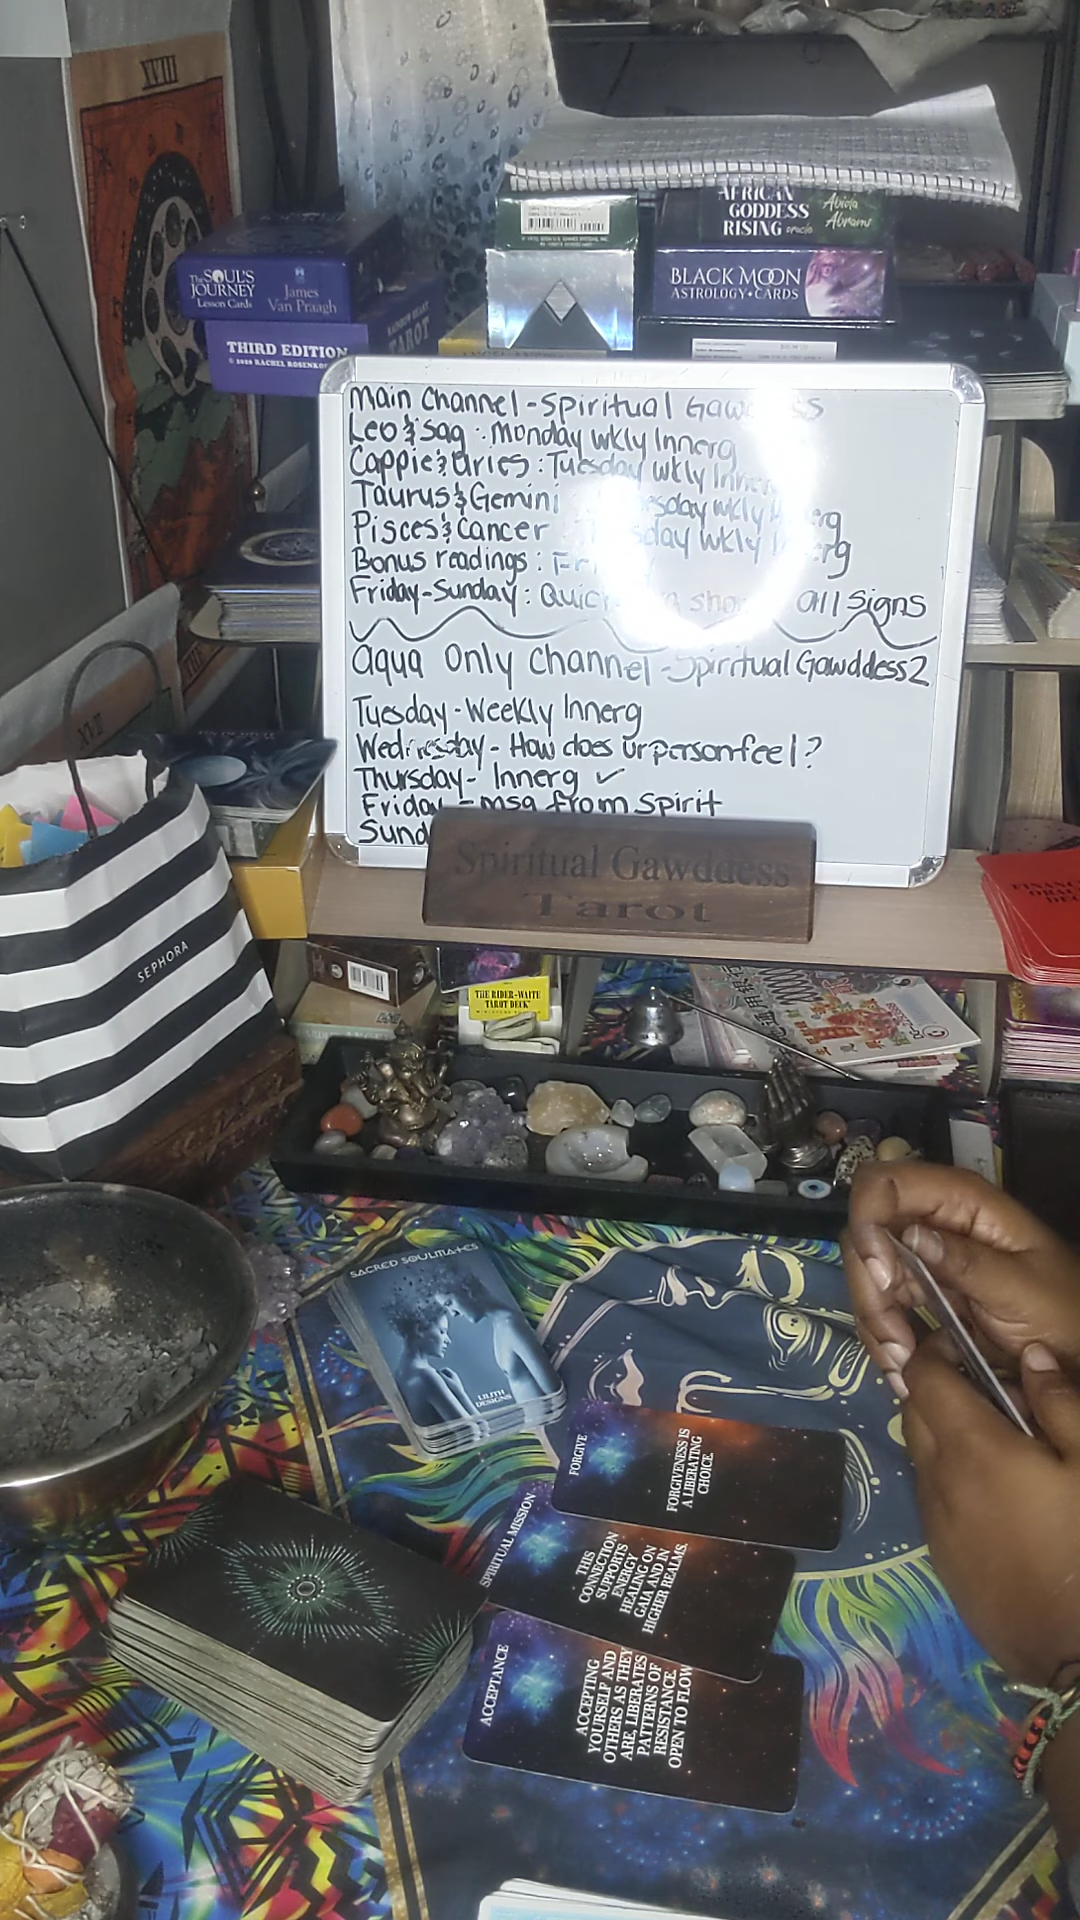 XVIII
AFRICAN
GODDESS
RISING oracle
Abiola
Abrams
The SOUL'S
JOURNEY
Lesson Cards
James
Van Praagh
BLACK MOON
ASTROLOGY CARDS
THIRD EDITION
TAROT
Main Channel - Spiritual
Leo & Sag : Monday Wkly Innerg
Cappie & Aries : Tuesday Wkly
Taurus & Gemini wkly
Pisces & Cancer wkly
Bonus readings :
Friday-Sunday : All Signs
Aqua Only Channel - Spiritual Gawddess2
Tuesday - Weekly Innerg
Wednesday - How does ur person feel?
Thursday - Innerg ✓
Friday - msg from Spirit
Spiritual Gawddess
Tarot
SEPHORA
THE RIDER-WAITE
TAROT DECK
SACRED SOULMATES
LILITH
DESIGNS
FORGIVE
FORGIVENESS IS
A LIBERATING
CHOICE.
SPIRITUAL MISSION
THIS
CONNECTION
SUPPORTS
ENERGY
HEALING ON
GAIA AND IN
HIGHER REALMS.
ACCEPTANCE
ACCEPTING
YOURSELF AND
OTHERS AS THEY
ARE, LIBERATES
PATTERNS OF
RESISTANCE.
OPEN TO FLOW